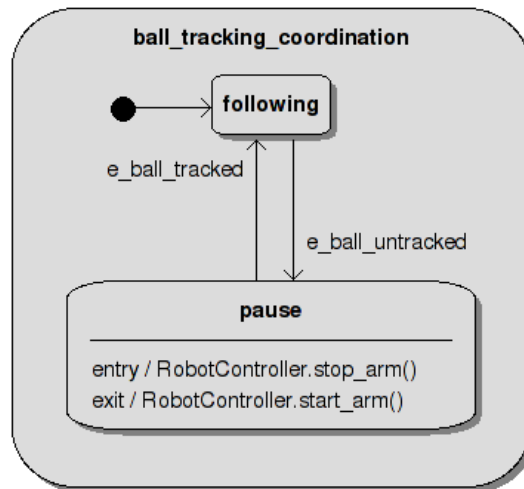 ball_tracking_coordination
following
e_ball_tracked
e_ball_untracked
pause
entry / RobotController.stop_arm()
exit / RobotController.start_arm()